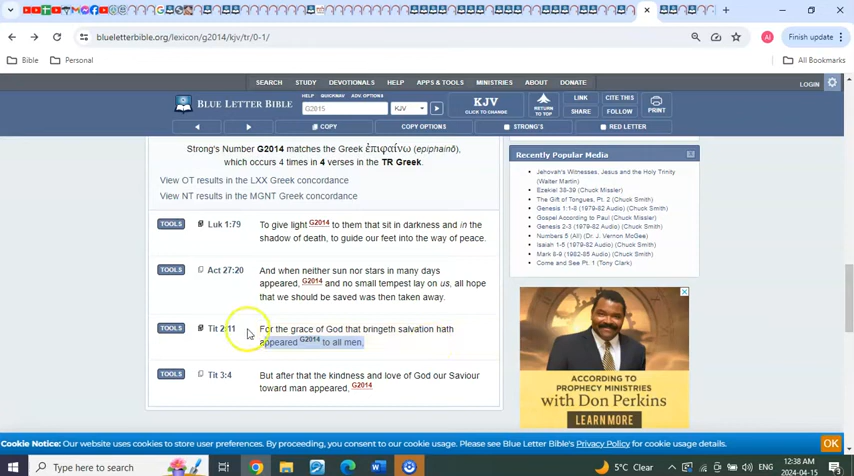 blueletterbible.org/lexicon/g2014/kjv/tr/0-1/
AI
Finish update
Bible
Personal
All Bookmarks
SEARCH STUDY DEVOTIONALS HELP APPS & TOOLS MINISTRIES ABOUT DONATE
LOGIN
HELP QUICKNAV ADV. OPTIONS
BLUE LETTER BIBLE
G2015
KJV
KJV
CLICK TO CHANGE
RETURN
TO TOP
LINK
SHARE
CITE THIS
FOLLOW
PRINT
COPY
COPY OPTIONS
STRONG'S
RED LETTER
Strong's Number G2014 matches the Greek ἐπιφαίνω (epiphainō),
which occurs 4 times in 4 verses in the TR Greek.
View OT results in the LXX Greek concordance
View NT results in the MGNT Greek concordance
TOOLS Luk 1:79 To give light G2014 to them that sit in darkness and in the
shadow of death, to guide our feet into the way of peace.
TOOLS Act 27:20 And when neither sun nor stars in many days
appeared, G2014 and no small tempest lay on us, all hope
that we should be saved was then taken away.
TOOLS Tit 2:11 For the grace of God that bringeth salvation hath
appeared G2014 to all men,
TOOLS Tit 3:4 But after that the kindness and love of God our Saviour
toward man appeared, G2014
Recently Popular Media
Jehovah's Witnesses, Jesus and the Holy Trinity
(Walter Martin)
Ezekiel 38-39 (Chuck Missler)
The Gift of Tongues, Pt. 2 (Chuck Smith)
Genesis 1:1-8 (1979-82 Audio) (Chuck Smith)
Gospel According to Paul (Chuck Missler)
Genesis 2-3 (1979-82 Audio) (Chuck Smith)
Numbers 5 (All) (Dr. J. Vernon McGee)
Isaiah 1-5 (1979-82 Audio) (Chuck Smith)
Mark 8-9 (1982-85 Audio) (Chuck Smith)
Come and See Pt. 1 (Tony Clark)
ACCORDING TO
PROPHECY MINISTRIES
with DON PERKINS
LEARN MORE
Cookie Notice: Our website uses cookies to store user preferences. By proceeding, you consent to our cookie usage. Please see Blue Letter Bible's Privacy Policy for cookie usage details.
OK
Type here to search
5°C Clear
ENG
12:38 AM
2024-04-15